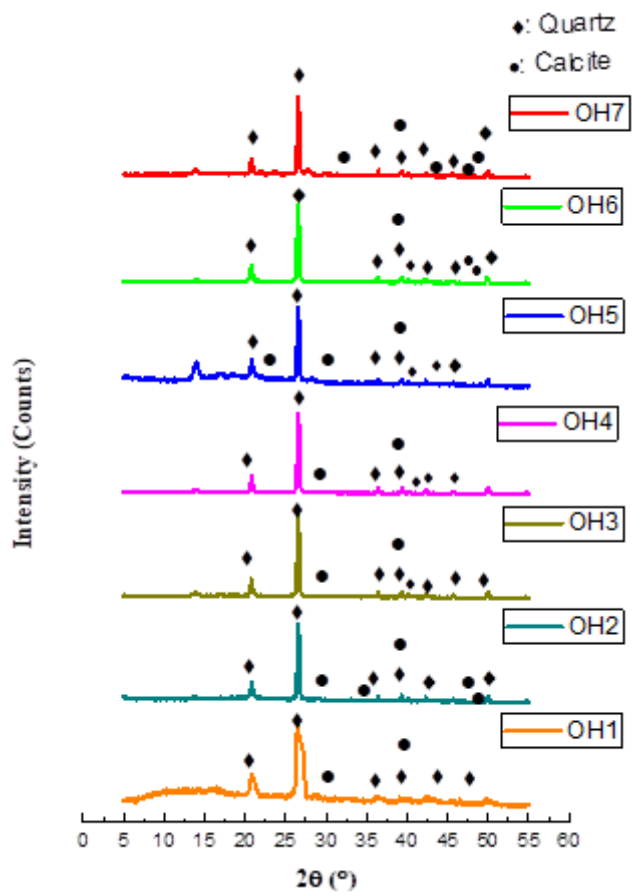 ♦: Quartz
●: Calcite
OH7
OH6
OH5
OH4
OH3
OH2
OH1
Intensity (Counts)
0 5 10 15 20 25 30 35 40 45 50 55 60
2θ (°)